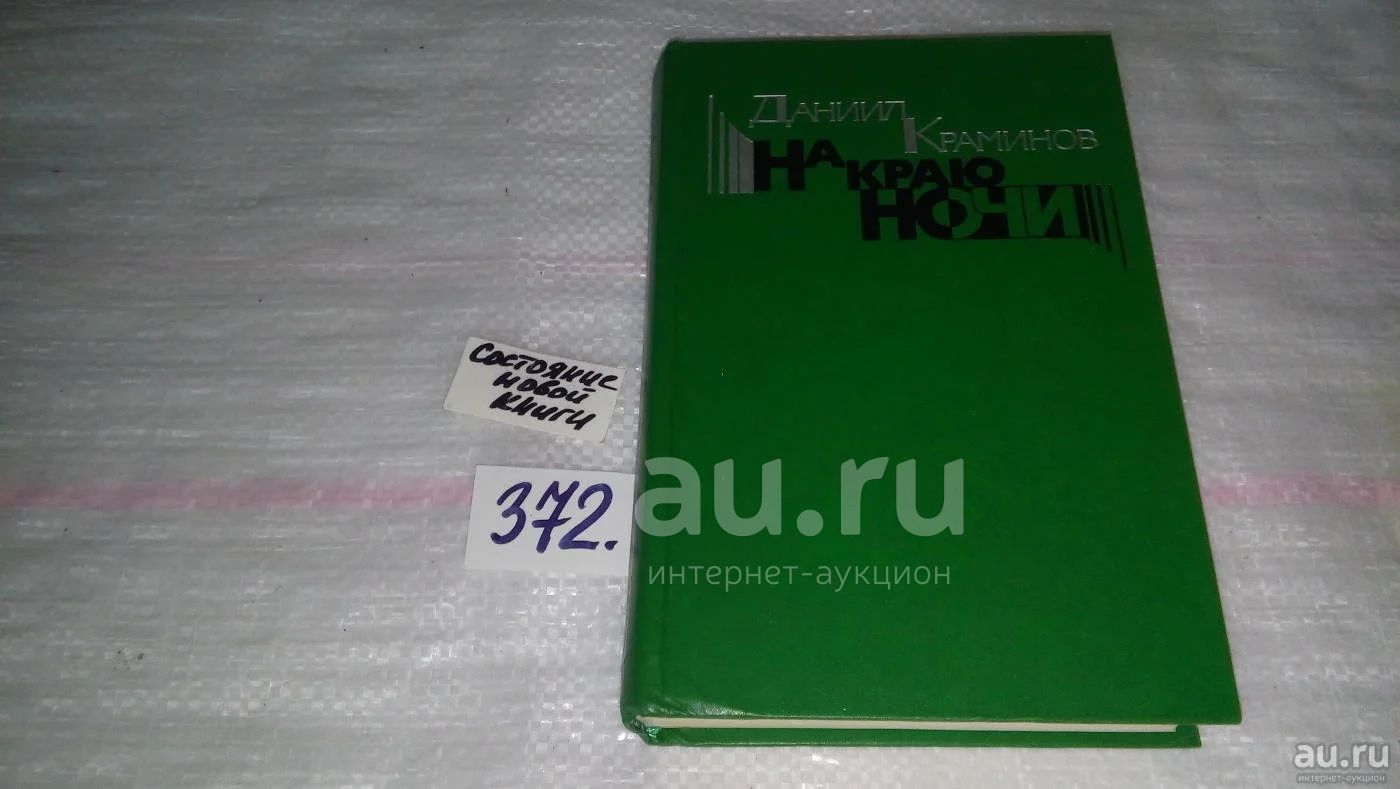 Даниил
Краминов
На краю
ночи
Состояние
новой
книги
372.
au.ru
интернет-аукцион
au.ru
интернет-аукцион